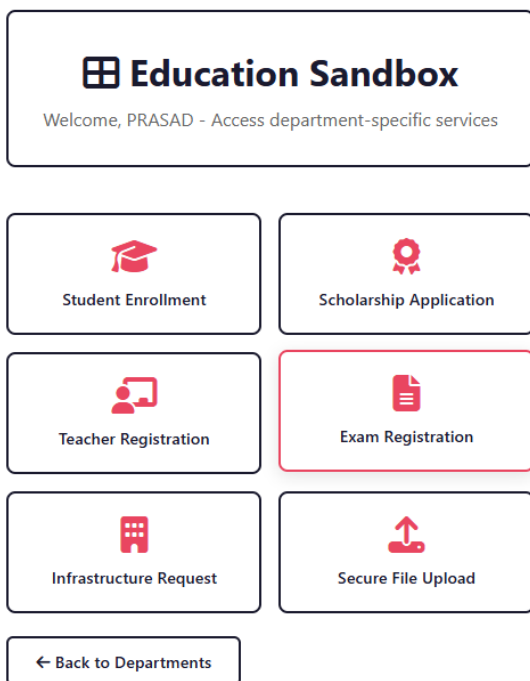 Education Sandbox
Welcome, PRASAD - Access department-specific services
Student Enrollment
Scholarship Application
Teacher Registration
Exam Registration
Infrastructure Request
Secure File Upload
← Back to Departments